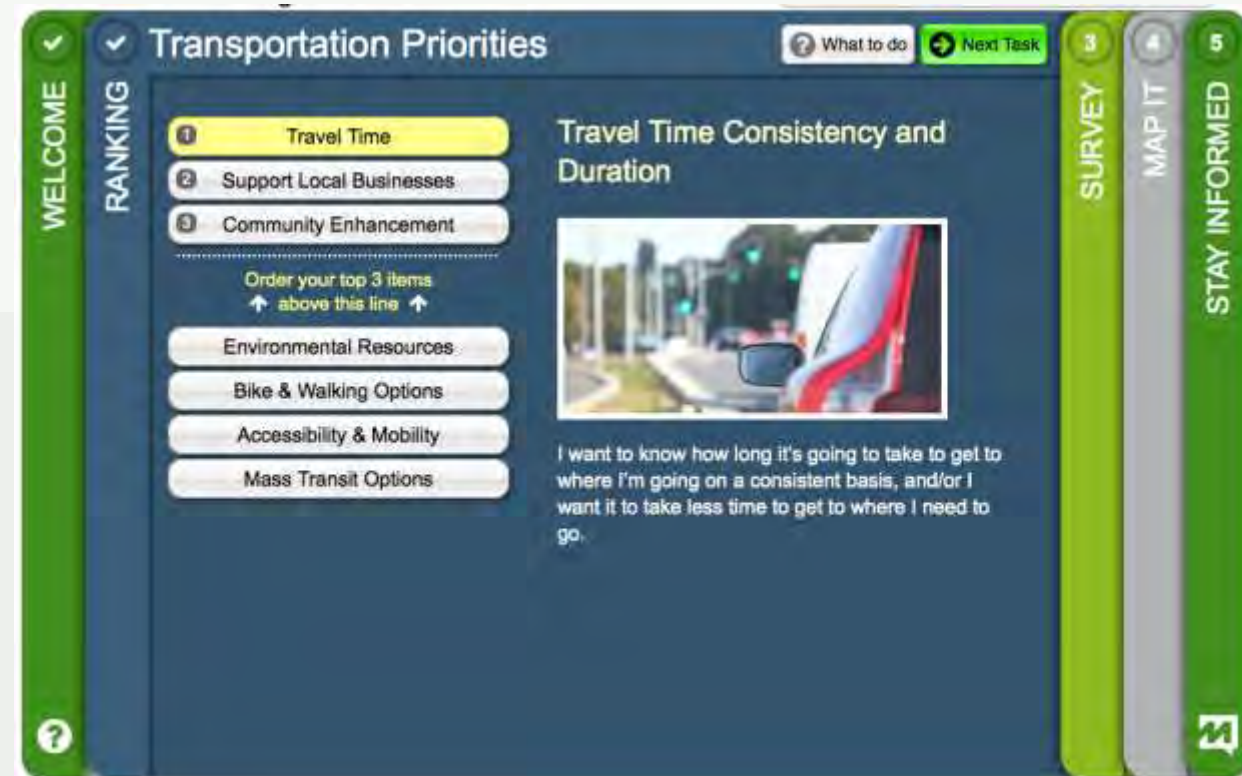 WELCOME
RANKING
Transportation Priorities
What to do
Next Task
1 Travel Time
2 Support Local Businesses
3 Community Enhancement
Order your top 3 items
above this line
Environmental Resources
Bike & Walking Options
Accessibility & Mobility
Mass Transit Options
Travel Time Consistency and
Duration
I want to know how long it's going to take to get to
where I'm going on a consistent basis, and/or I
want it to take less time to get to where I need to
go.
3
SURVEY
4
MAP IT
5
STAY INFORMED